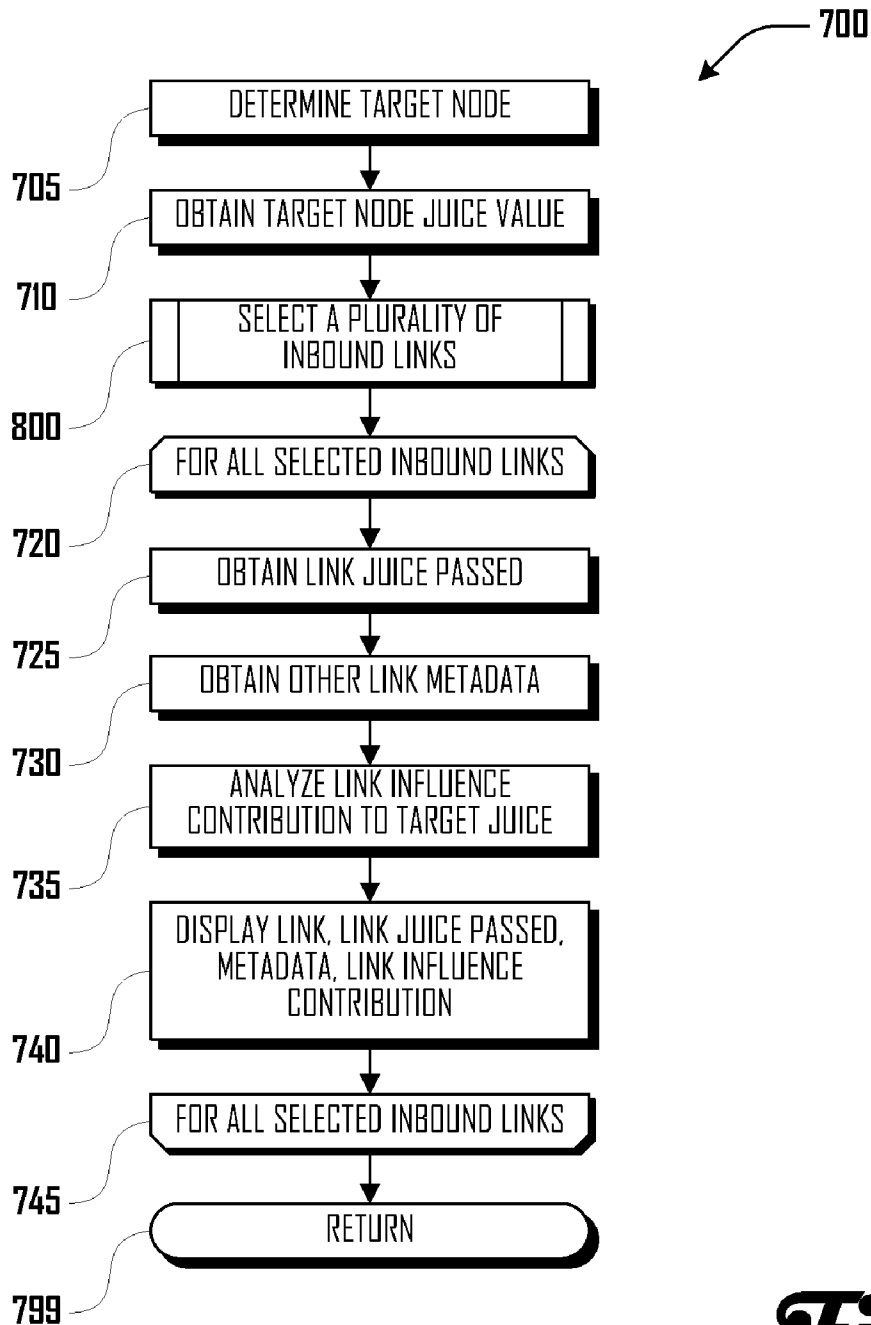 700
DETERMINE TARGET NODE
705
OBTAIN TARGET NODE JUICE VALUE
710
SELECT A PLURALITY OF
INBOUND LINKS
800
FOR ALL SELECTED INBOUND LINKS
720
OBTAIN LINK JUICE PASSED
725
OBTAIN OTHER LINK METADATA
730
ANALYZE LINK INFLUENCE
CONTRIBUTION TO TARGET JUICE
735
DISPLAY LINK, LINK JUICE PASSED,
METADATA, LINK INFLUENCE
CONTRIBUTION
740
FOR ALL SELECTED INBOUND LINKS
745
RETURN
799